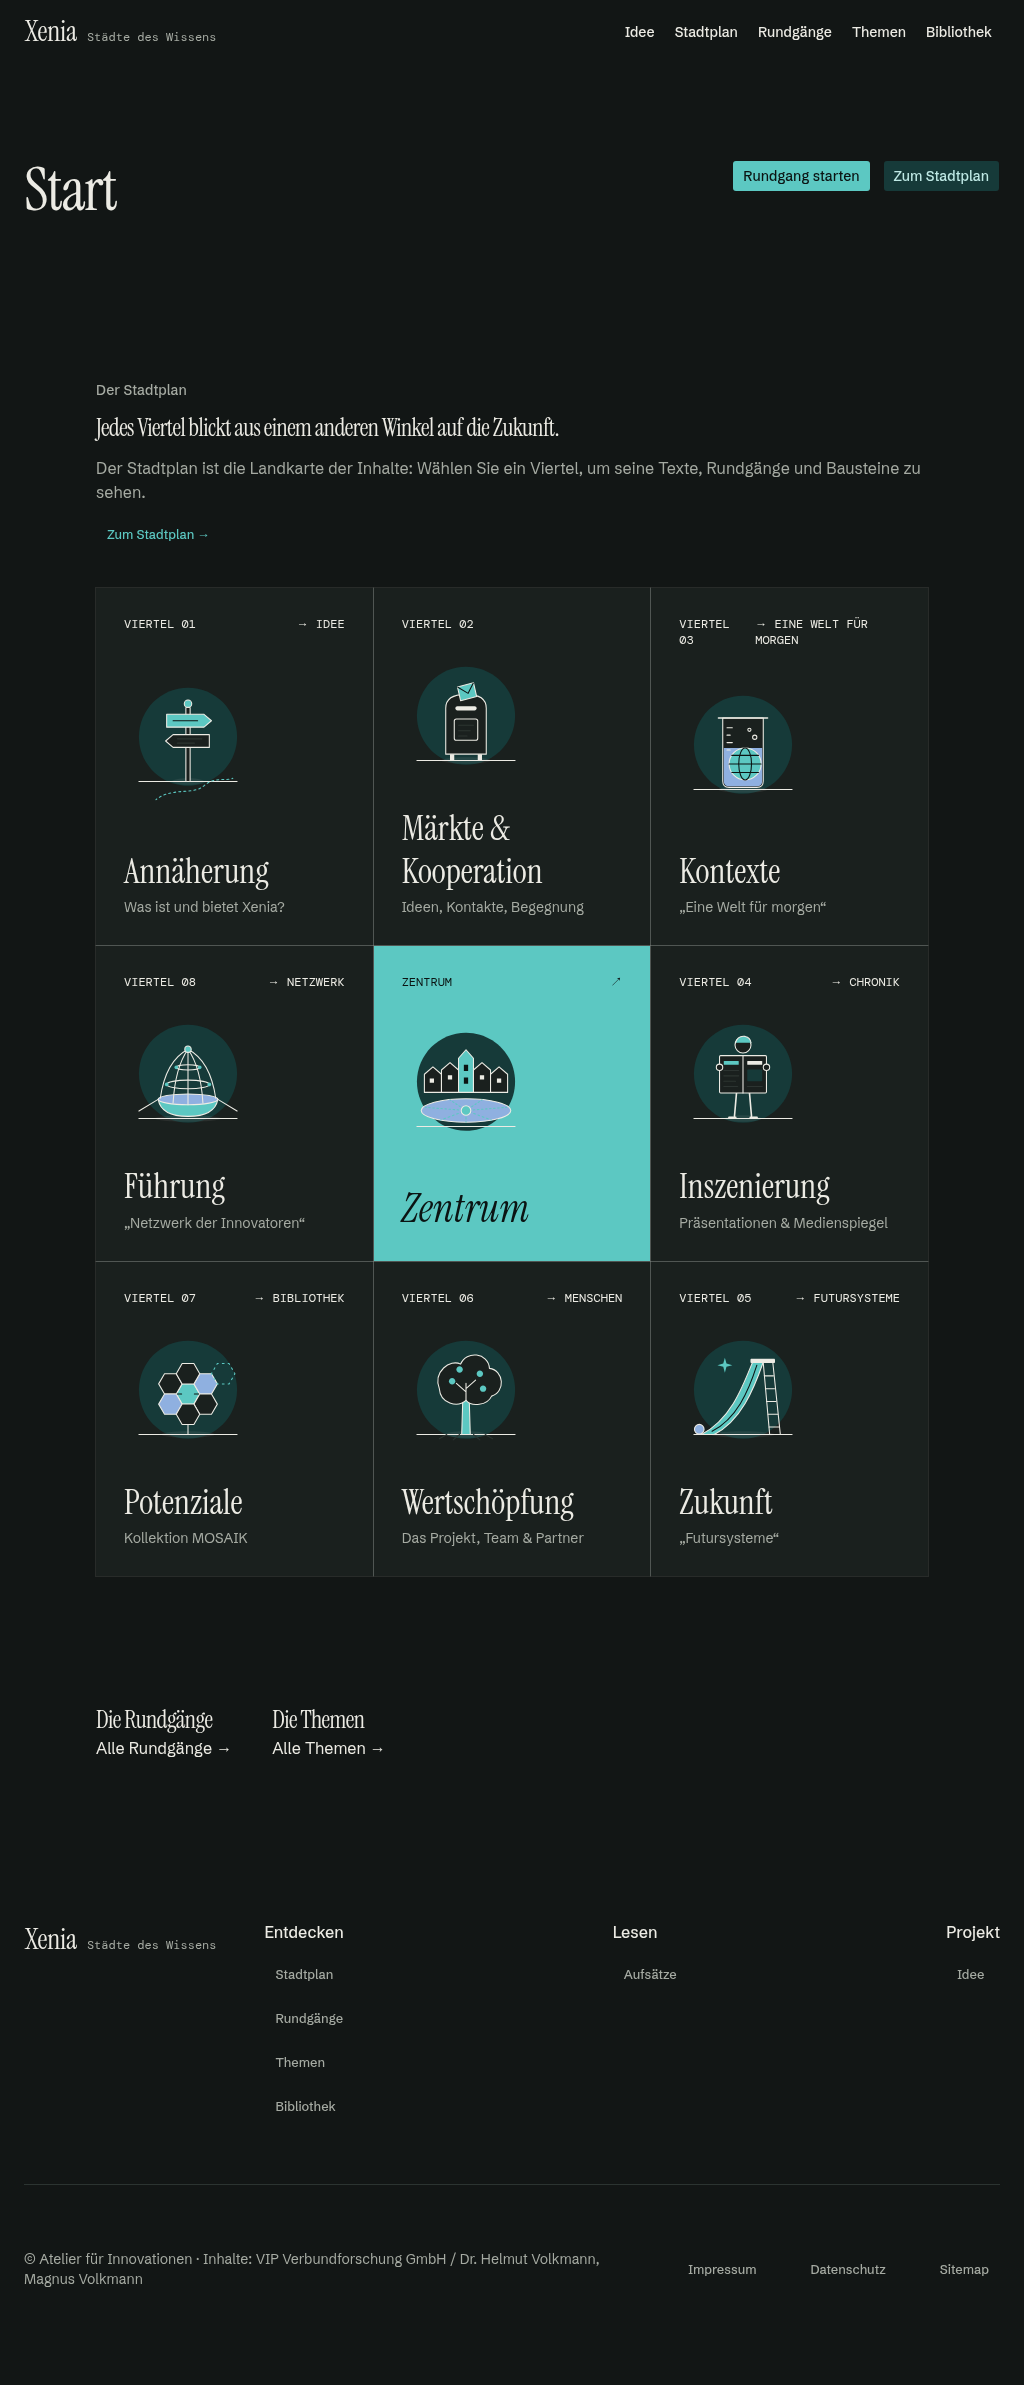 Xenia Städte des Wissens
Idee Stadtplan Rundgänge Themen Bibliothek
Start
Rundgang starten Zum Stadtplan
Der Stadtplan
Jedes Viertel blickt aus einem anderen Winkel auf die Zukunft.
Der Stadtplan ist die Landkarte der Inhalte: Wählen Sie ein Viertel, um seine Texte, Rundgänge und Bausteine zu
sehen.
Zum Stadtplan →
VIERTEL 01 → IDEE
Annäherung
Was ist und bietet Xenia?
VIERTEL 02
Märkte &
Kooperation
Ideen, Kontakte, Begegnung
VIERTEL
03
→ EINE WELT FÜR
MORGEN
Kontexte
„Eine Welt für morgen“
VIERTEL 08 → NETZWERK
Führung
„Netzwerk der Innovatoren“
ZENTRUM ↗
Zentrum
VIERTEL 04 → CHRONIK
Inszenierung
Präsentationen & Medienspiegel
VIERTEL 07 → BIBLIOTHEK
Potenziale
Kollektion MOSAIK
VIERTEL 06 → MENSCHEN
Wertschöpfung
Das Projekt, Team & Partner
VIERTEL 05 → FUTURSYSTEME
Zukunft
„Futursysteme“
Die Rundgänge
Alle Rundgänge →
Die Themen
Alle Themen →
Xenia Städte des Wissens
Entdecken
Stadtplan
Rundgänge
Themen
Bibliothek
Lesen
Aufsätze
Projekt
Idee
© Atelier für Innovationen · Inhalte: VIP Verbundforschung GmbH / Dr. Helmut Volkmann,
Magnus Volkmann
Impressum Datenschutz Sitemap